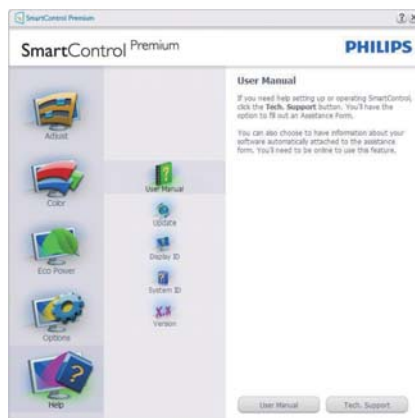 SmartControl Premium
SmartControl Premium
PHILIPS
Adjust
Color
Eco Power
Options
Help
User Manual
Update
Display ID
System ID
Version
User Manual
If you need help setting up or operating SmartControl,
click the Tech. Support button. You'll have the
option to fill out an Assistance Form.
You can also choose to have information about your
software automatically attached to the assistance
form. You'll need to be online to use this feature.
User Manual
Tech. Support